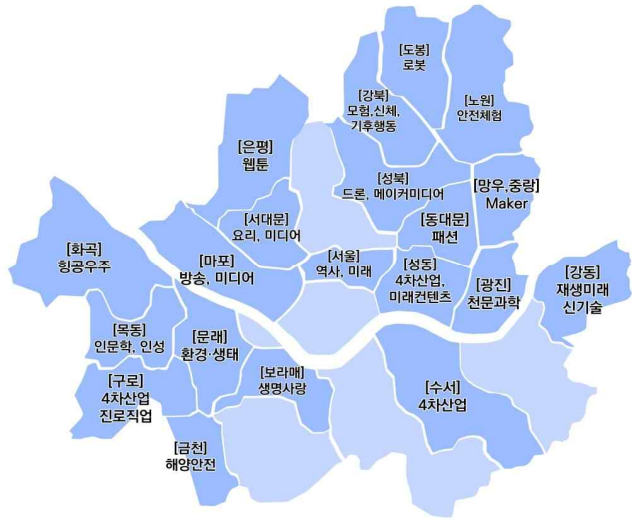 [도봉]
로봇
[강북]
모험,신체,
기후행동
[노원]
안전체험
[은평]
웹툰
[성북]
드론, 메이커미디어
[망우,중랑]
Maker
[서대문]
요리, 미디어
[동대문]
패션
[화곡]
항공우주
[마포]
방송, 미디어
[서울]
역사, 미래
[성동]
4차산업,
미래컨텐츠
[광진]
천문과학
[강동]
재생미래
신기술
[목동]
인문학, 인성
[문래]
환경·생태
[구로]
4차산업
진로직업
[보라매]
생명사랑
[수서]
4차산업
[금천]
해양안전